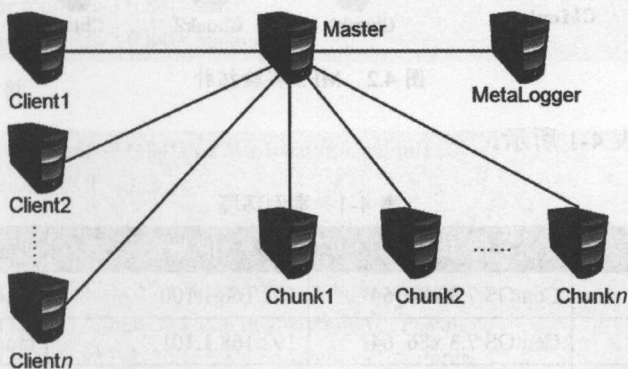 Master
Client1
MetaLogger
Client2
Chunk1
Chunk2
........
Chunkn
Clientn